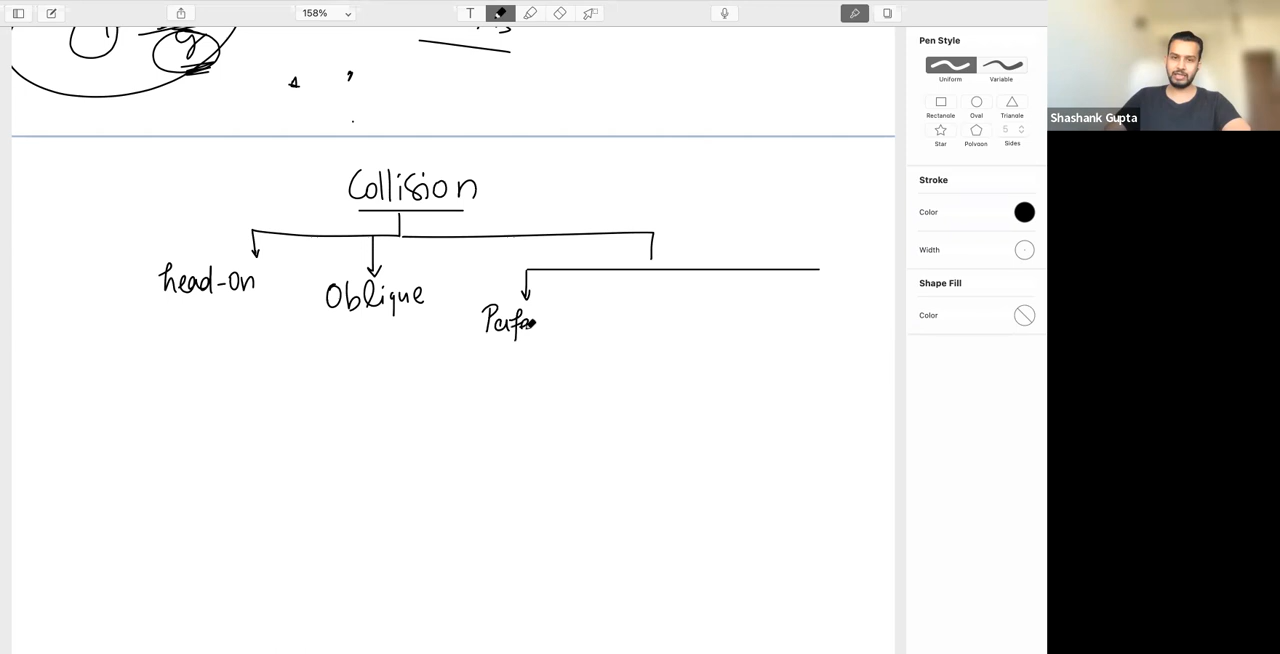 158%
T
Pen Style
Uniform
Variable
Rectangle
Oval
Triangle
Star
Polygon
5
Sides
Stroke
Color
Width
Shape Fill
Color
Shashank Gupta
Collision
head-on
Oblique